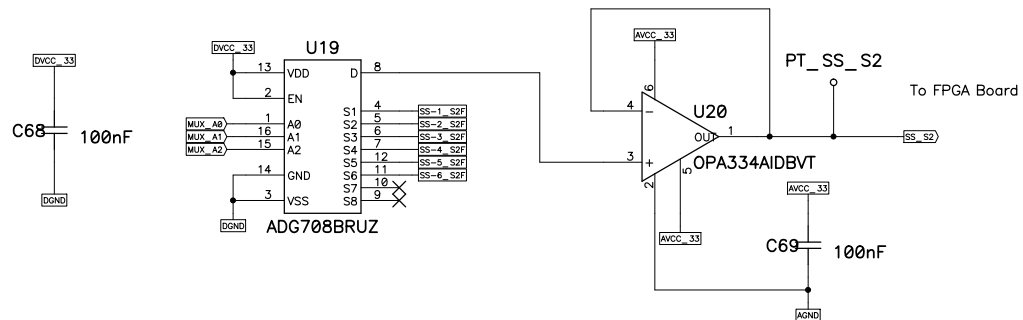 DVCC_33
C68
100nF
DGND
DVCC_33
U19
13 VDD D 8
2 EN
S1 4 SS-1_S2F
MUX_A0 1 A0 S2 5 SS-2_S2F
MUX_A1 16 A1 S3 6 SS-3_S2F
MUX_A2 15 A2 S4 7 SS-4_S2F
S5 12 SS-5_S2F
14 GND S6 11 SS-6_S2F
S7 10
3 VSS S8 9
DGND
ADG708BRUZ
AVCC_33
6
4 −
U20
OUT 1
3 +
OPA334AIDBVT
2
5
AVCC_33
PT_SS_S2
To FPGA Board
SS_S2
AVCC_33
C69
100nF
AGND